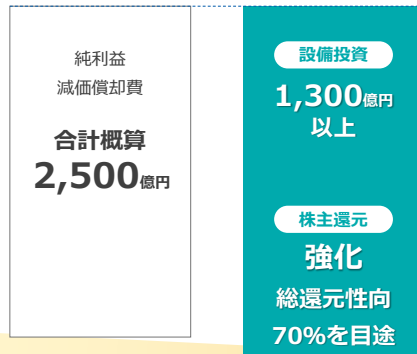 純利益
減価償却費
合計概算
2,500億円
設備投資
1,300億円
以上
株主還元
強化
総還元性向
70%を目途